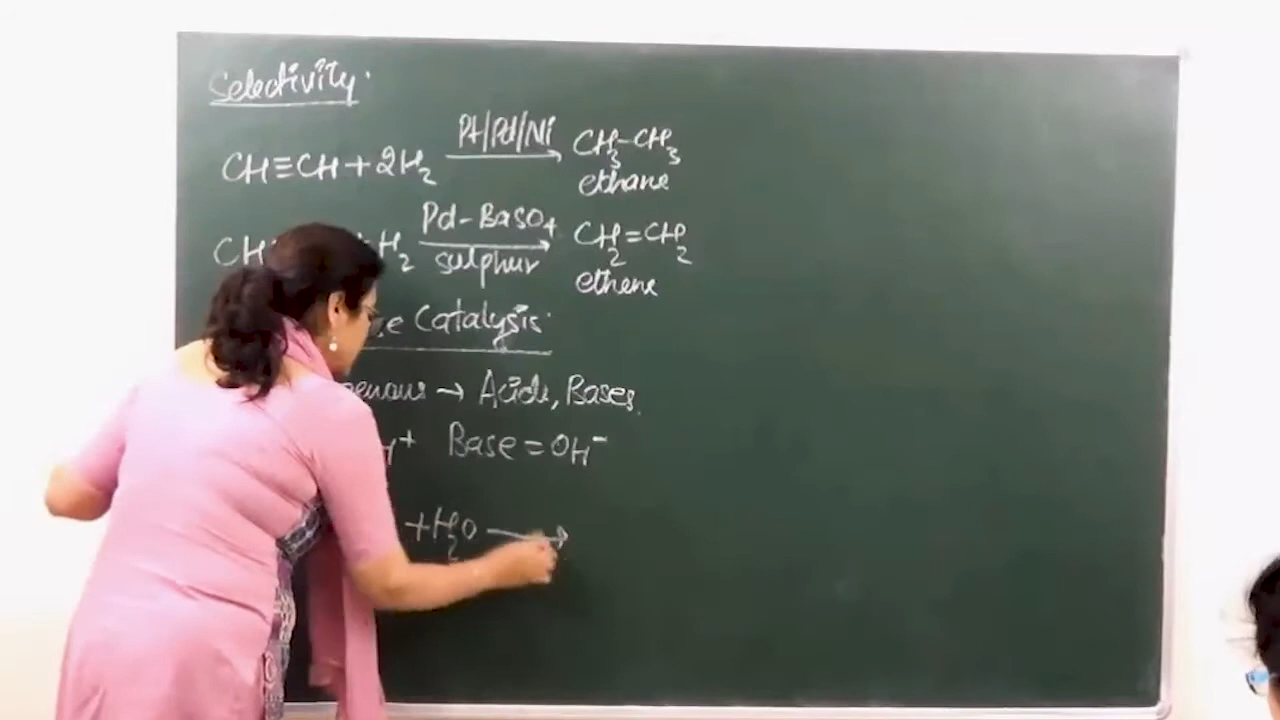 Selectivity.
CH≡CH + 2H₂ → Pt/Pd/Ni CH₃-CH₃
ethane
CH H₂ → Pd-BaSO₄ sulphur CH₂=CH₂
ethene
Catalysis.
→ Acids, Bases.
H⁺ Base = OH⁻
+ H₂O →